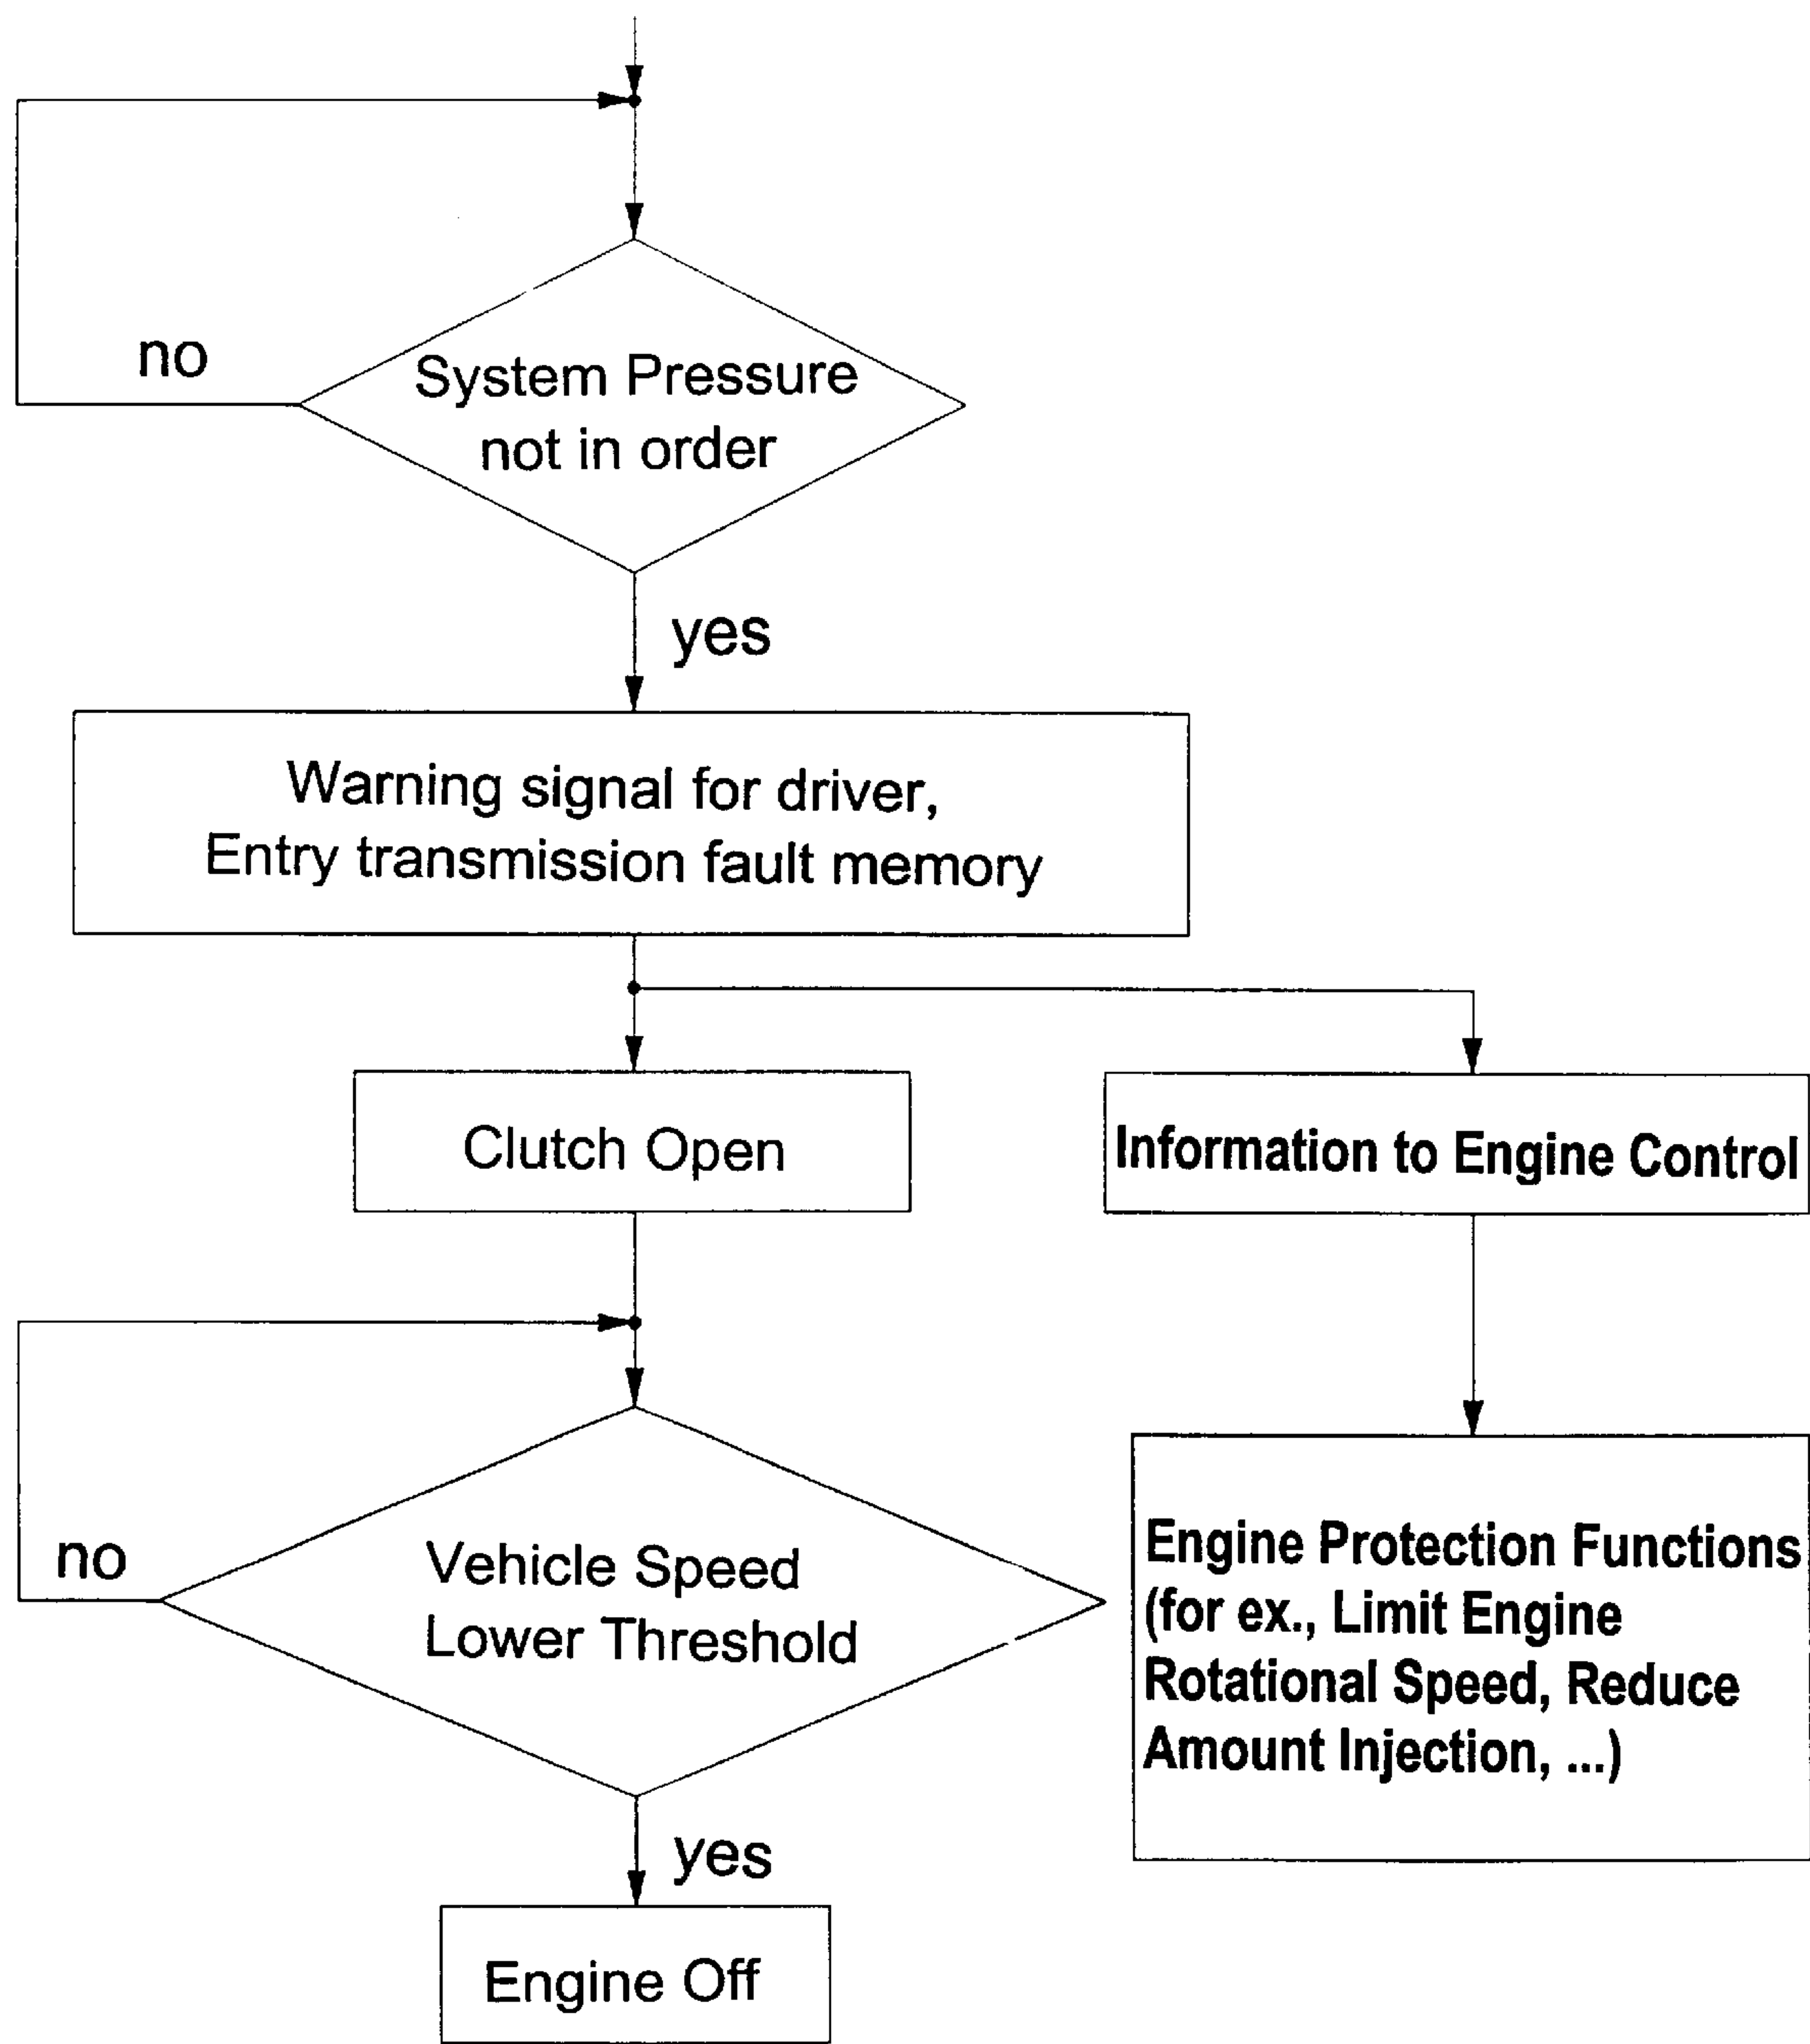 no
System Pressure
not in order
yes
Warning signal for driver,
Entry transmission fault memory
Clutch Open
Information to Engine Control
no
Vehicle Speed
Lower Threshold
Engine Protection Functions
(for ex., Limit Engine
Rotational Speed, Reduce
Amount Injection, ...)
yes
Engine Off